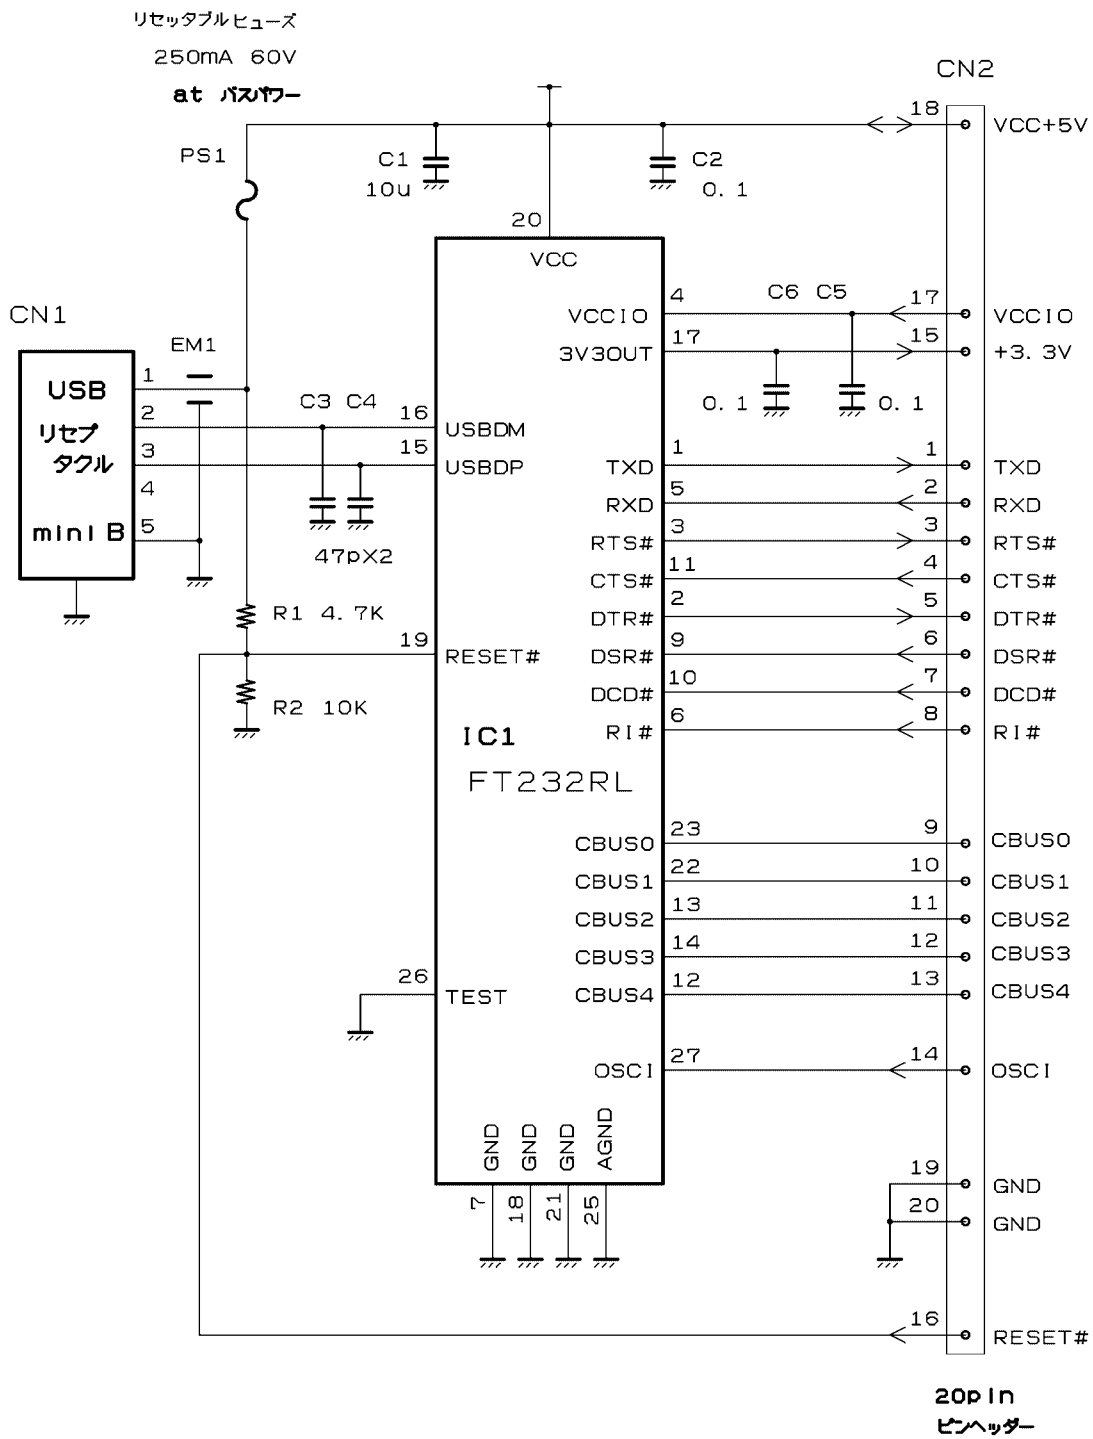 リセッタブルヒューズ
250mA 60V
at バスパワー
CN2
18 VCC+5V
PS1
C1
10u
C2
0.1
20
VCC
CN1
EM1
USB
リセプ
タクル
mini B
1
2
3
4
5
C3 C4
47pX2
16 USBDM
15 USBDP
4 VCCIO
17 3V3OUT
C6 C5
0.1
0.1
17 VCCIO
15 +3.3V
TXD 1 1 TXD
RXD 5 2 RXD
RTS# 3 3 RTS#
CTS# 11 4 CTS#
DTR# 2 5 DTR#
DSR# 9 6 DSR#
DCD# 10 7 DCD#
RI# 6 8 RI#
R1 4.7K
19 RESET#
R2 10K
IC1
FT232RL
CBUS0 23 9 CBUS0
CBUS1 22 10 CBUS1
CBUS2 13 11 CBUS2
CBUS3 14 12 CBUS3
CBUS4 12 13 CBUS4
26 TEST
OSCI 27 14 OSCI
GND 7
GND 18
GND 21
AGND 25
19 GND
20 GND
16 RESET#
20pin
ピンヘッダー